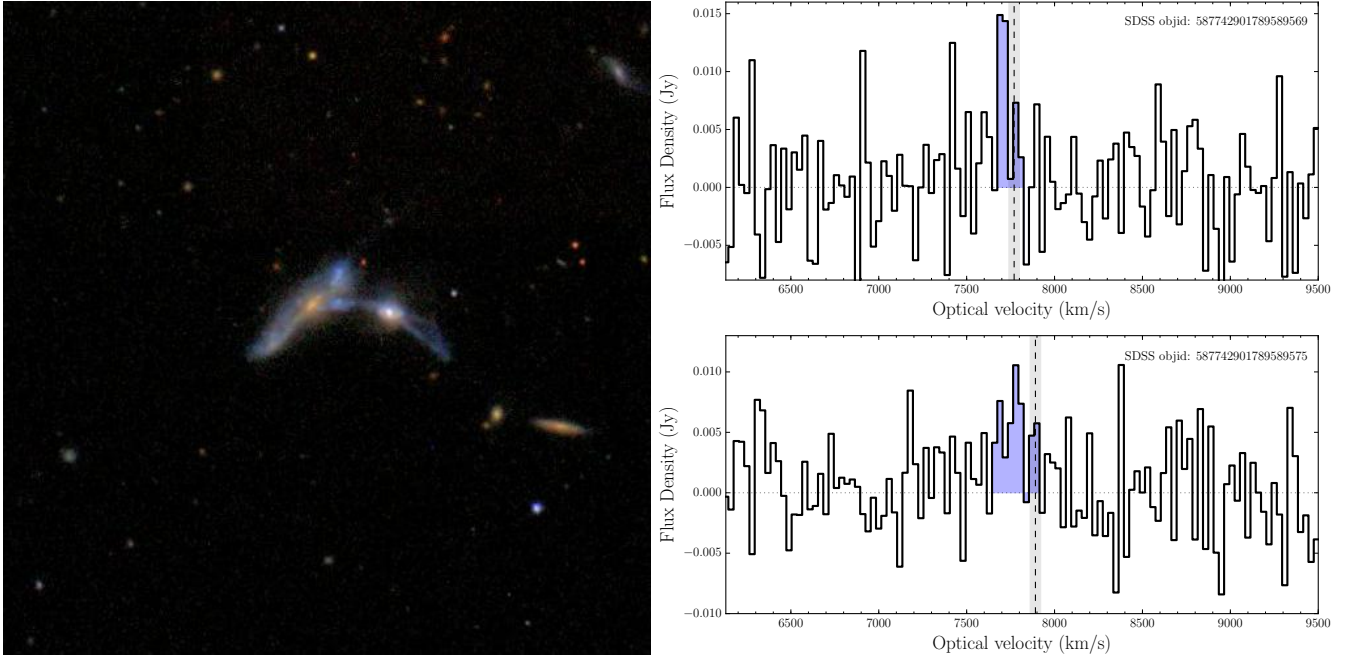 SDSS objid: 587742901789589569
0.015
0.010
0.005
0.000
−0.005
Flux Density (Jy)
6500 7000 7500 8000 8500 9000 9500
Optical velocity (km/s)
SDSS objid: 587742901789589575
0.010
0.005
0.000
−0.005
−0.010
Flux Density (Jy)
6500 7000 7500 8000 8500 9000 9500
Optical velocity (km/s)